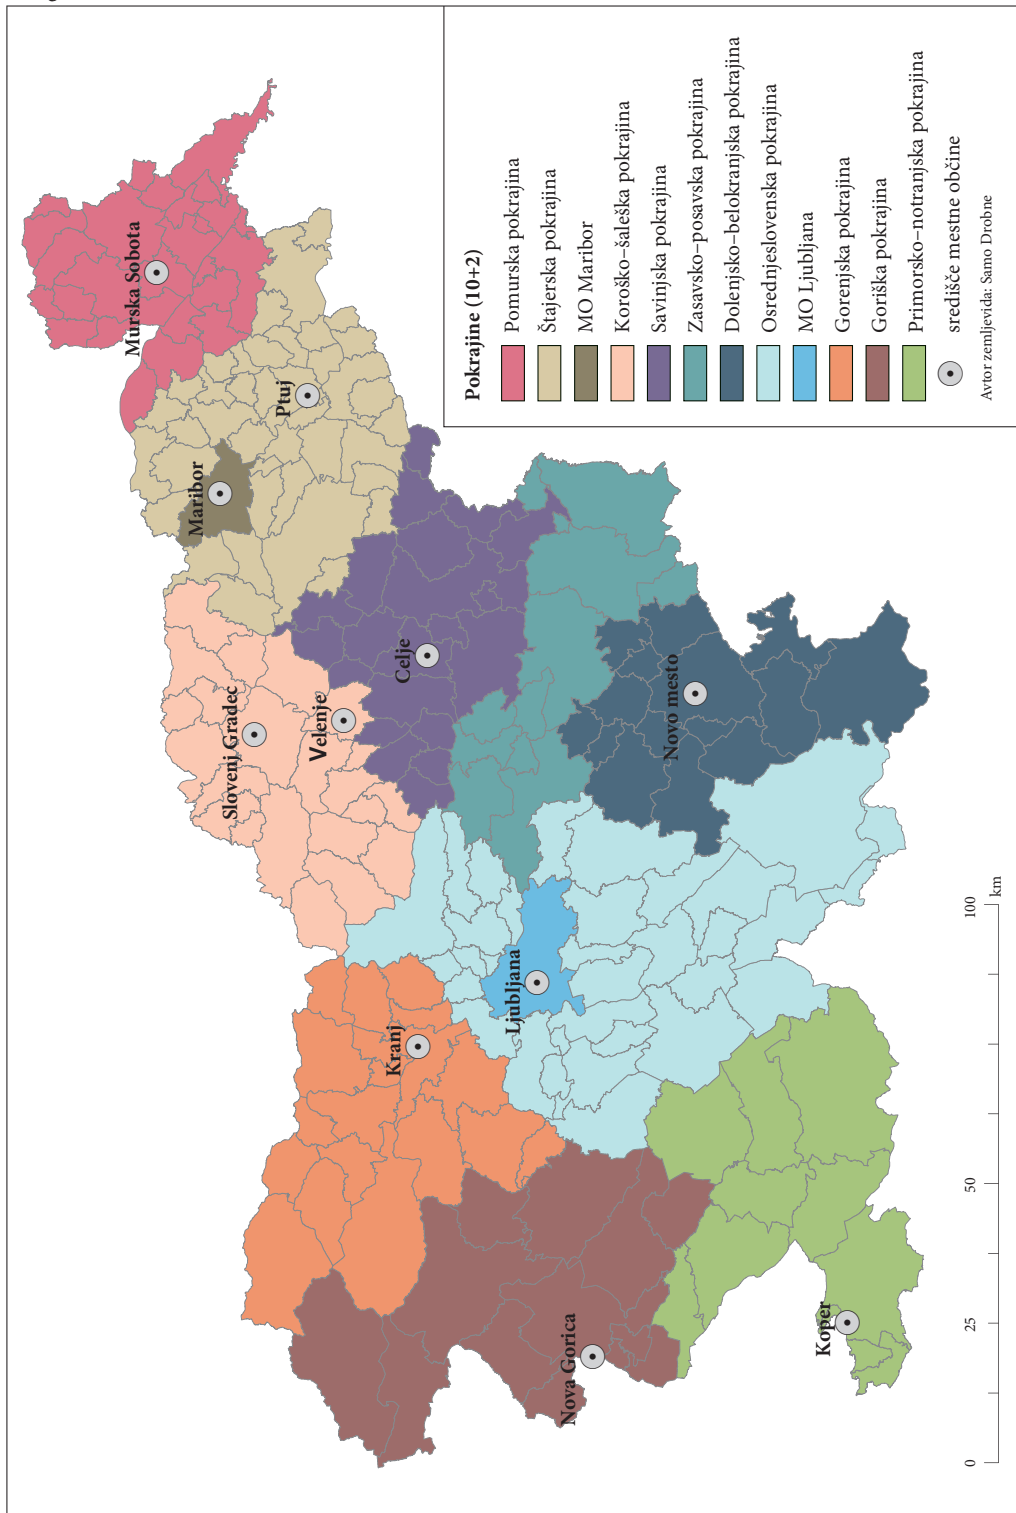 Murska Sobota
Maribor
Ptuj
Slovenj Gradec
Velenje
Celje
Novo mesto
Kranj
Ljubljana
Nova Gorica
Koper
Pokrajine (10+2)
Pomurska pokrajina
Štajerska pokrajina
MO Maribor
Koroško–šaleška pokrajina
Savinjska pokrajina
Zasavsko–posavska pokrajina
Dolenjsko–belokranjska pokrajina
Osrednjeslovenska pokrajina
MO Ljubljana
Gorenjska pokrajina
Goriška pokrajina
Primorsko–notranjska pokrajina
središče mestne občine
Avtor zemljevida: Samo Drobne
0 25 50 100
km